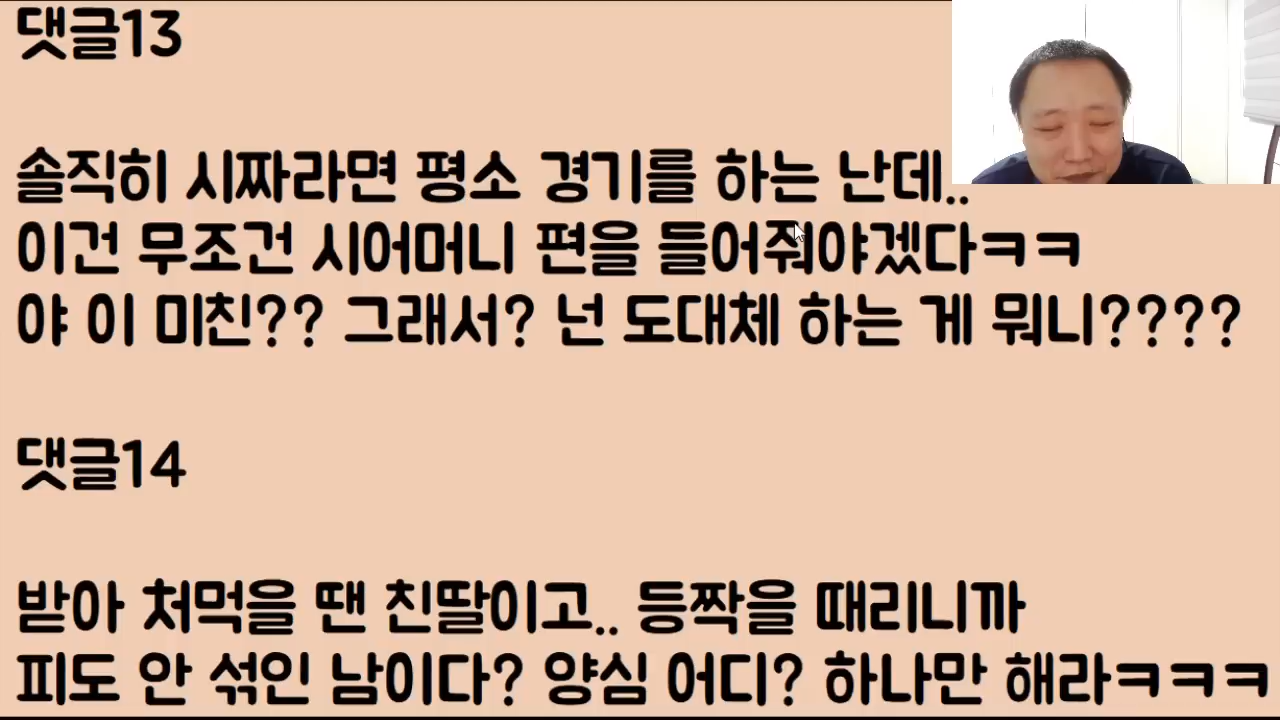 댓글13
솔직히 시짜라면 평소 경기를 하는 난데..
이건 무조건 시어머니 편을 들어줘야겠다ㅋㅋ
야 이 미친?? 그래서? 넌 도대체 하는 게 뭐니????
댓글14
받아 처먹을 땐 친딸이고.. 등짝을 때리니까
피도 안 섞인 남이다? 양심 어디? 하나만 해라ㅋㅋㅋ